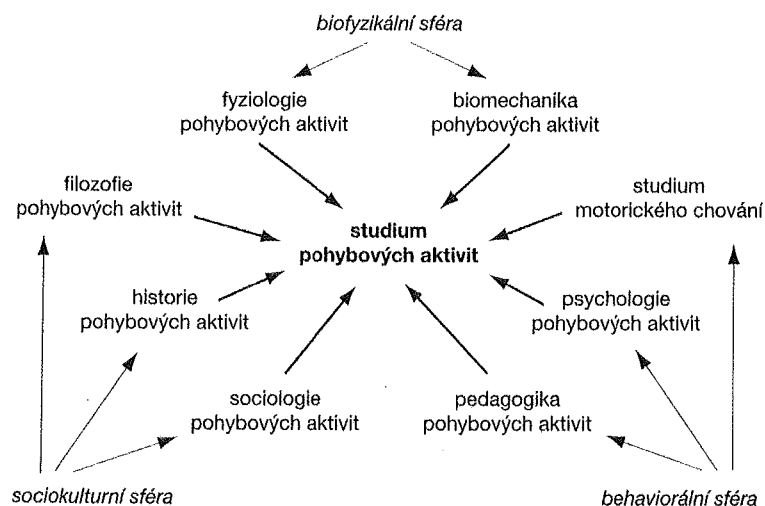 biofyzikální sféra
fyziologie
pohybových aktivit
biomechanika
pohybových aktivit
filozofie
pohybových aktivit
studium
motorického chování
studium
pohybových aktivit
historie
pohybových aktivit
psychologie
pohybových aktivit
sociologie
pohybových aktivit
pedagogika
pohybových aktivit
sociokulturní sféra
behaviorální sféra